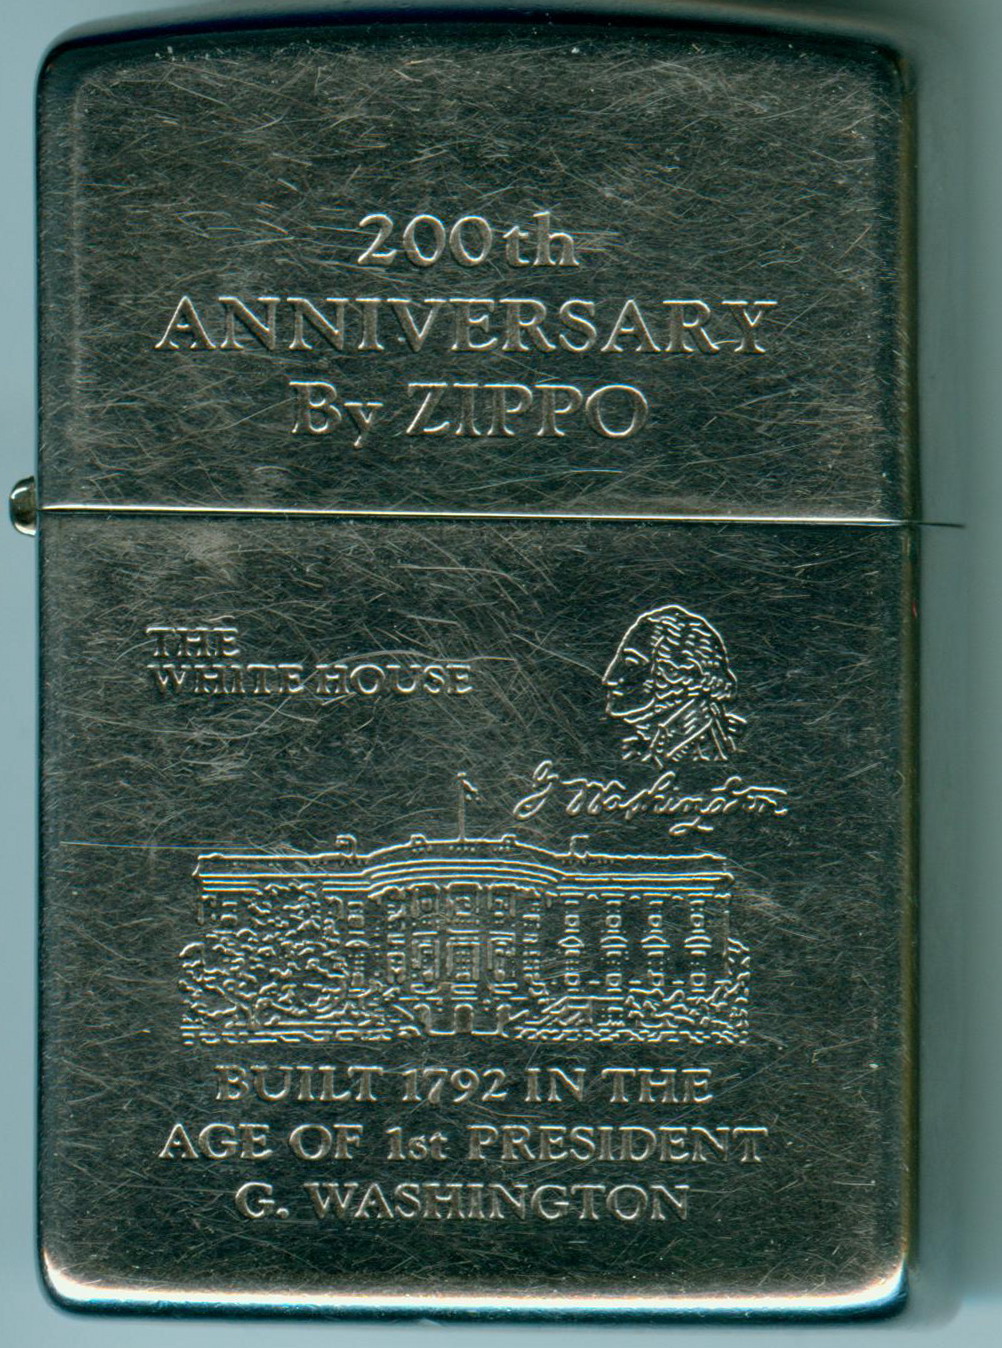 200th
ANNIVERSARY
By ZIPPO
THE
WHITE HOUSE
G Washington
BUILT 1792 IN THE
AGE OF 1st PRESIDENT
G. WASHINGTON